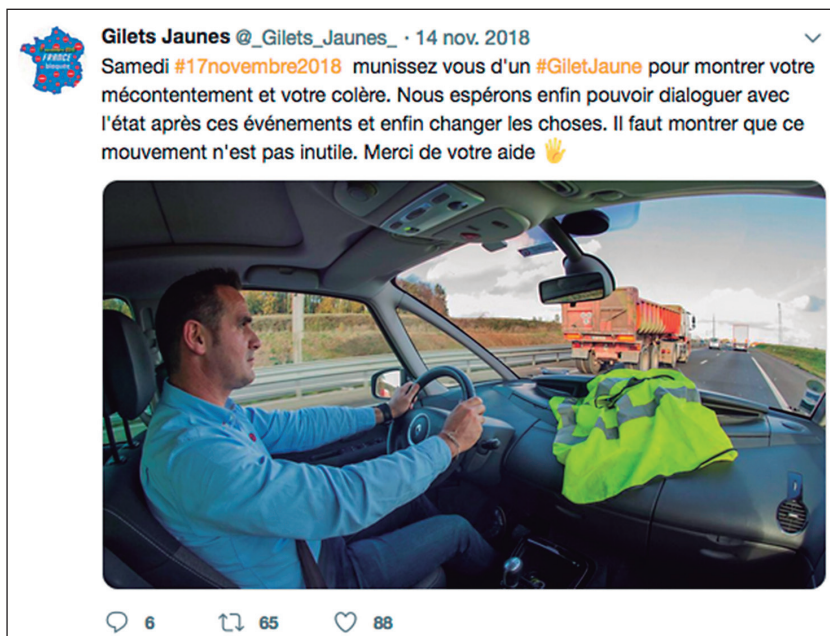 Gilets Jaunes @_Gilets_Jaunes_ · 14 nov. 2018
Samedi #17novembre2018 munissez vous d'un #GiletJaune pour montrer votre
mécontentement et votre colère. Nous espérons enfin pouvoir dialoguer avec
l'état après ces événements et enfin changer les choses. Il faut montrer que ce
mouvement n'est pas inutile. Merci de votre aide 🖐
FRANCE
bloquée
6 65 88